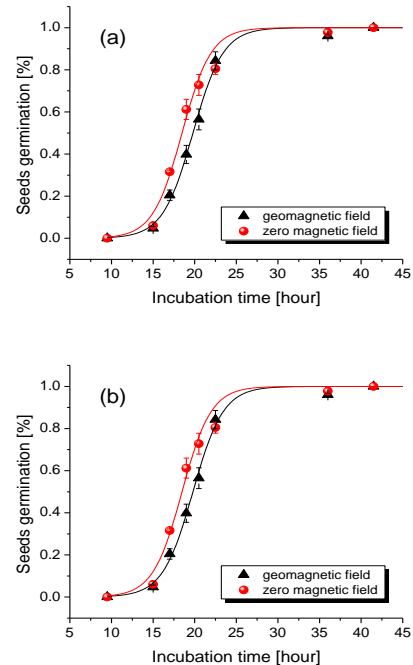 (a)
Seeds germination [%]
1.0
0.8
0.6
0.4
0.2
0.0
geomagnetic field
zero magnetic field
5 10 15 20 25 30 35 40 45
Incubation time [hour]
(b)
Seeds germination [%]
1.0
0.8
0.6
0.4
0.2
0.0
geomagnetic field
zero magnetic field
5 10 15 20 25 30 35 40 45
Incubation time [hour]